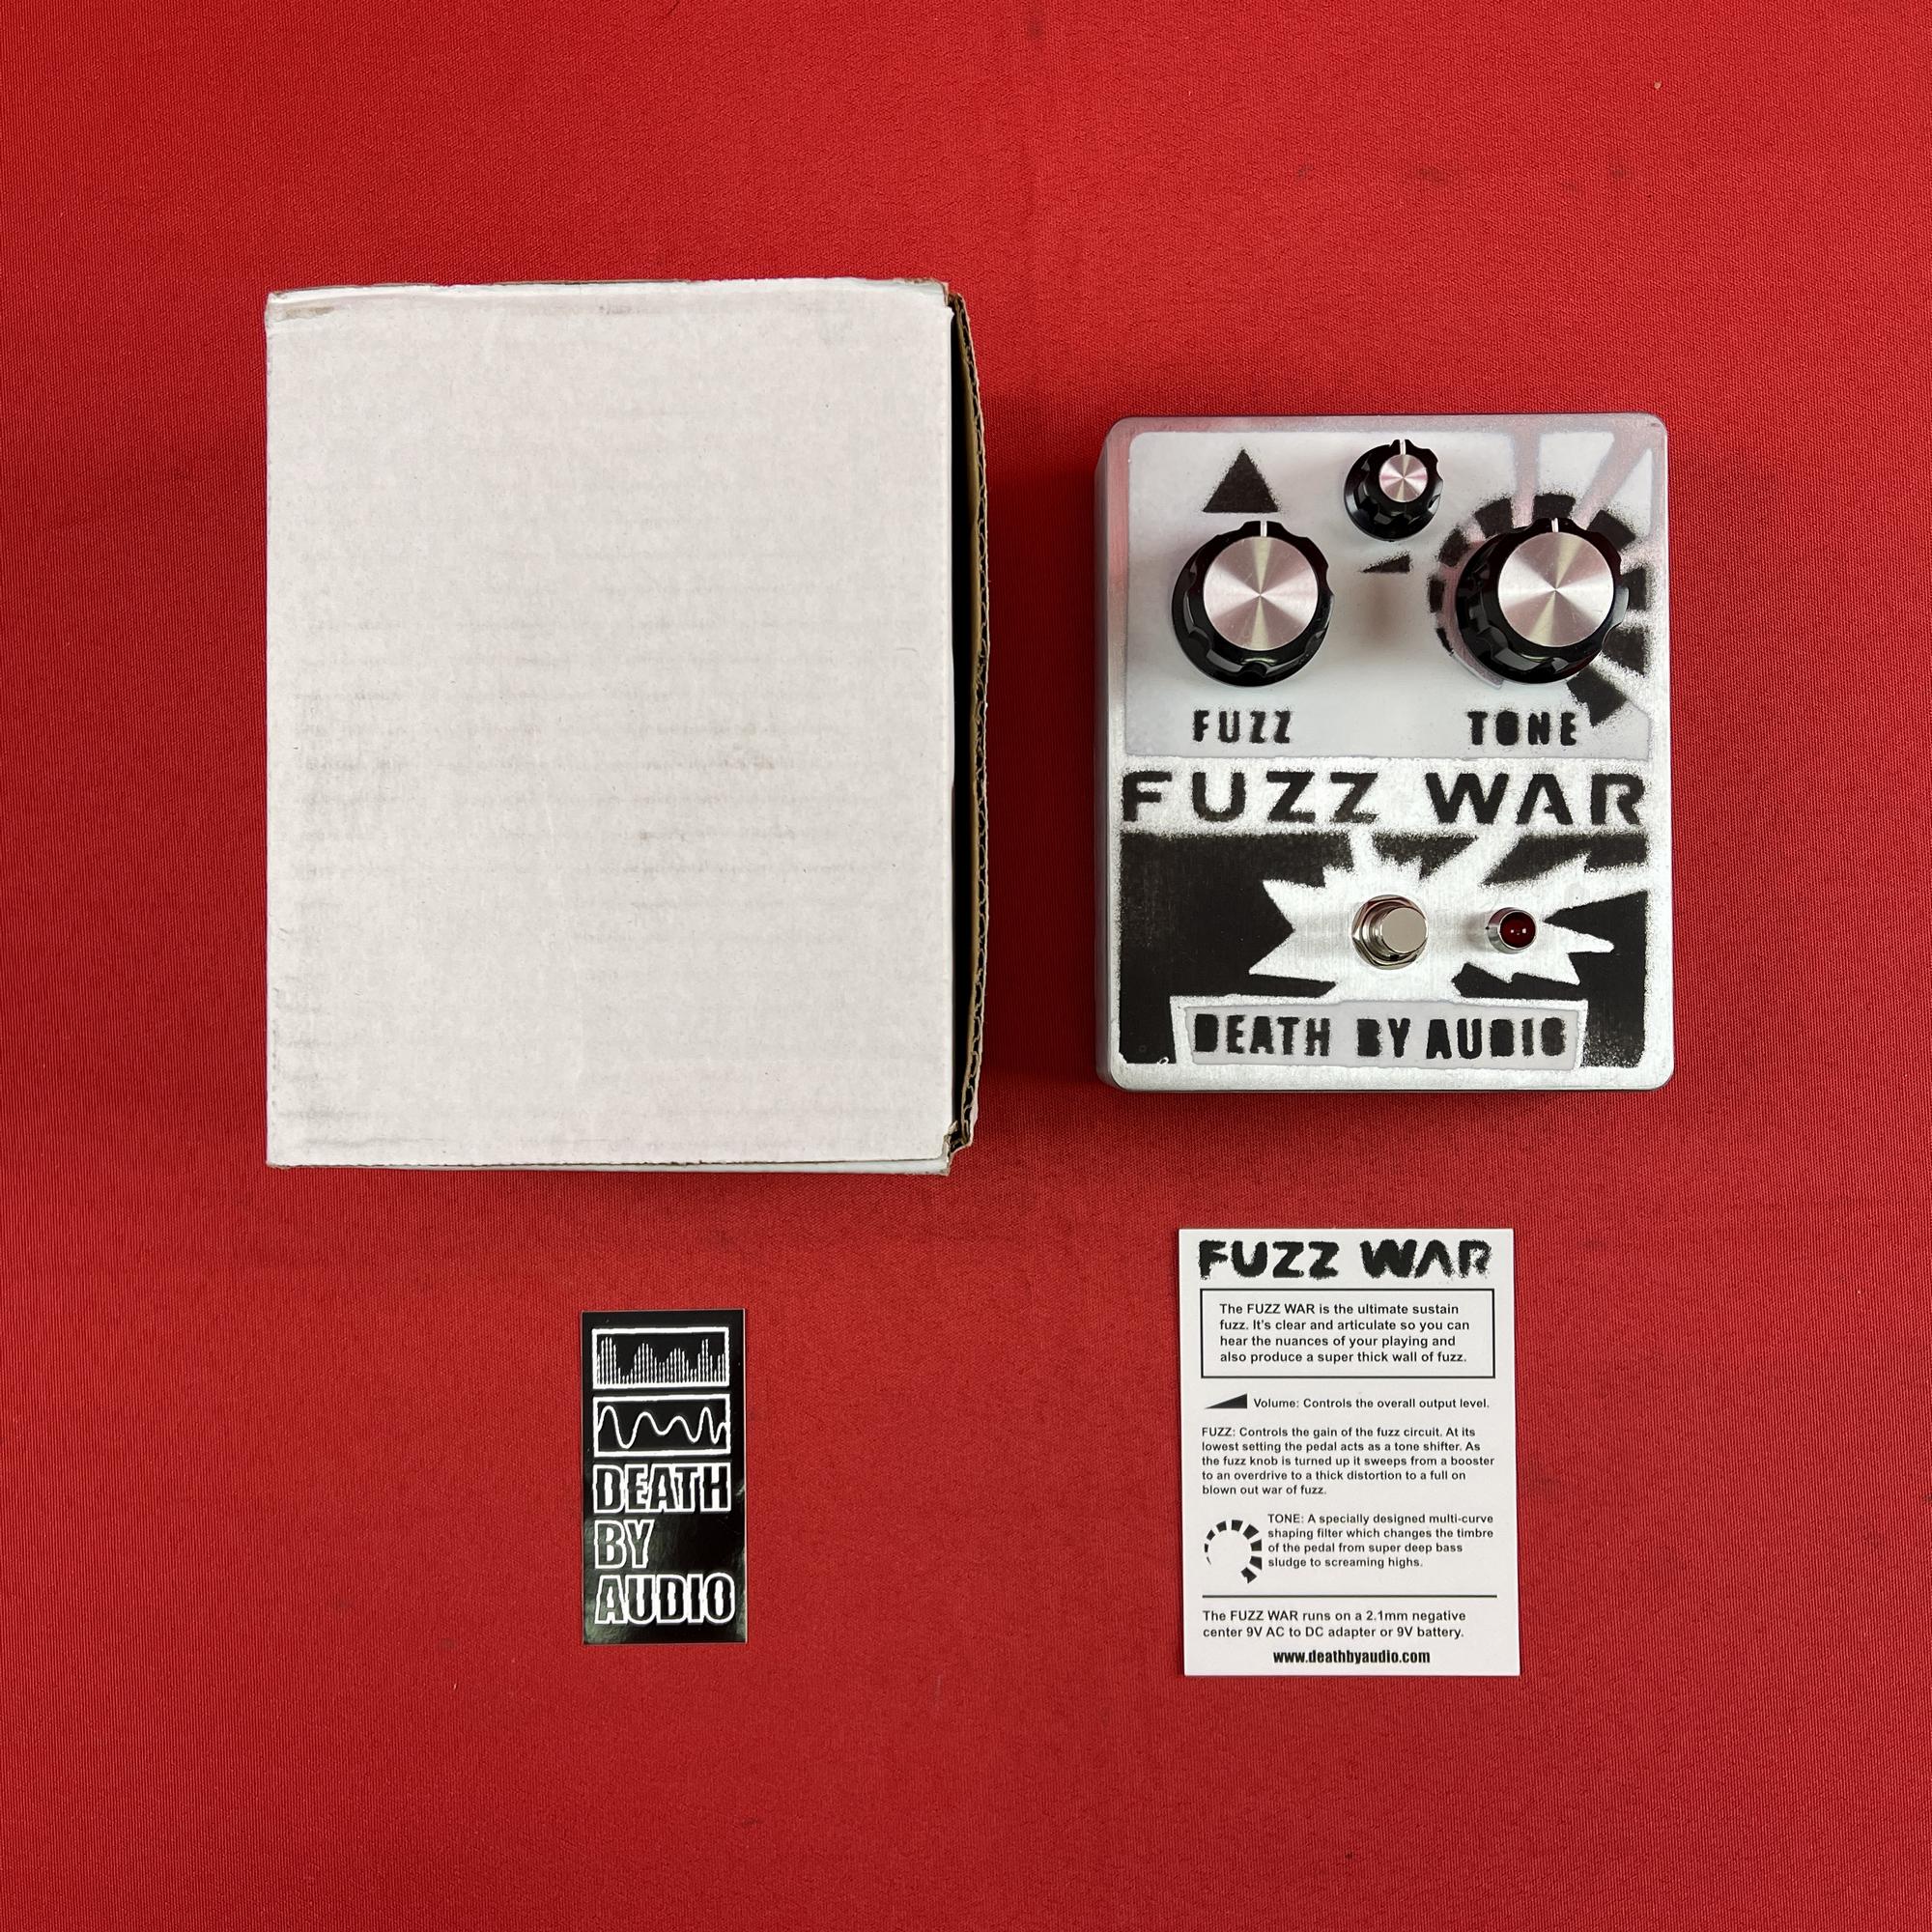 FUZZ
TONE
FUZZ WAR
DEATH BY AUDIO
DEATH
BY
AUDIO
FUZZ WAR
The FUZZ WAR is the ultimate sustain
fuzz. It's clear and articulate so you can
hear the nuances of your playing and
also produce a super thick wall of fuzz.
Volume: Controls the overall output level.
FUZZ: Controls the gain of the fuzz circuit. At its
lowest setting the pedal acts as a tone shifter. As
the fuzz knob is turned up it sweeps from a booster
to an overdrive to a thick distortion to a full on
blown out war of fuzz.
TONE: A specially designed multi-curve
shaping filter which changes the timbre
of the pedal from super deep bass
sludge to screaming highs.
The FUZZ WAR runs on a 2.1mm negative
center 9V AC to DC adapter or 9V battery.
www.deathbyaudio.com